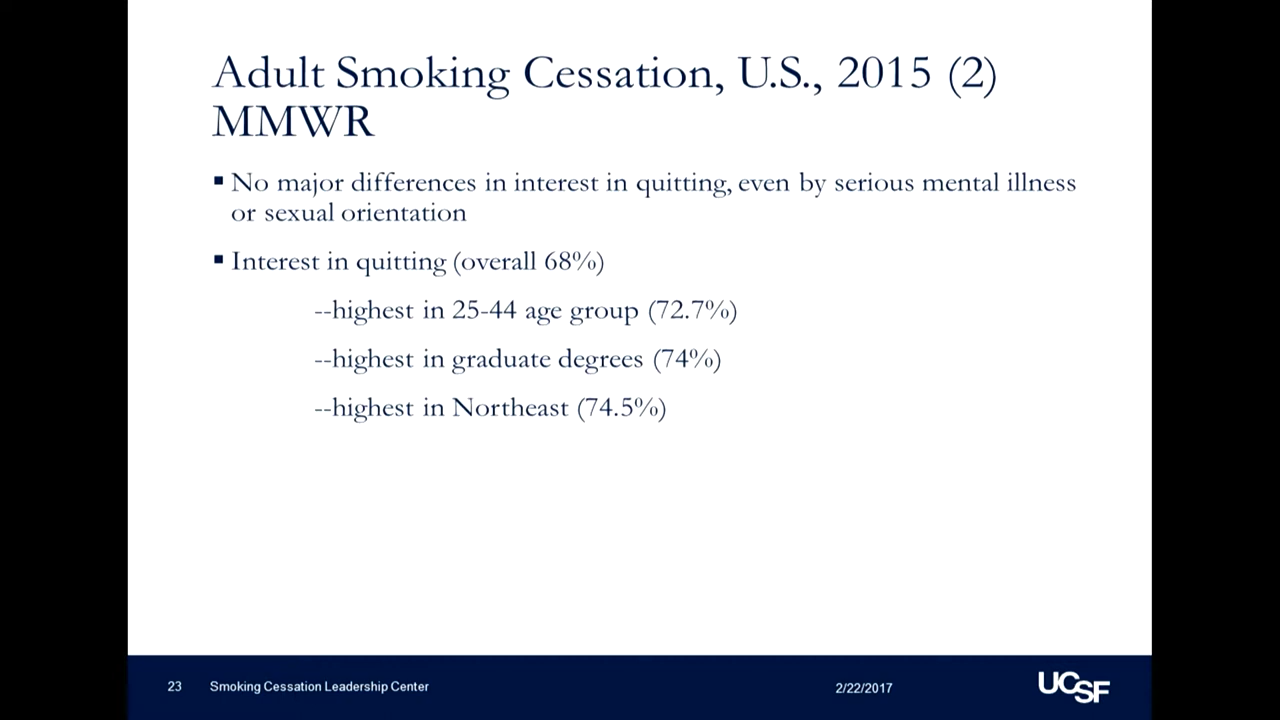 Adult Smoking Cessation, U.S., 2015 (2)
MMWR
▪ No major differences in interest in quitting, even by serious mental illness
or sexual orientation
▪ Interest in quitting (overall 68%)
--highest in 25-44 age group (72.7%)
--highest in graduate degrees (74%)
--highest in Northeast (74.5%)
23 Smoking Cessation Leadership Center 2/22/2017 UCSF